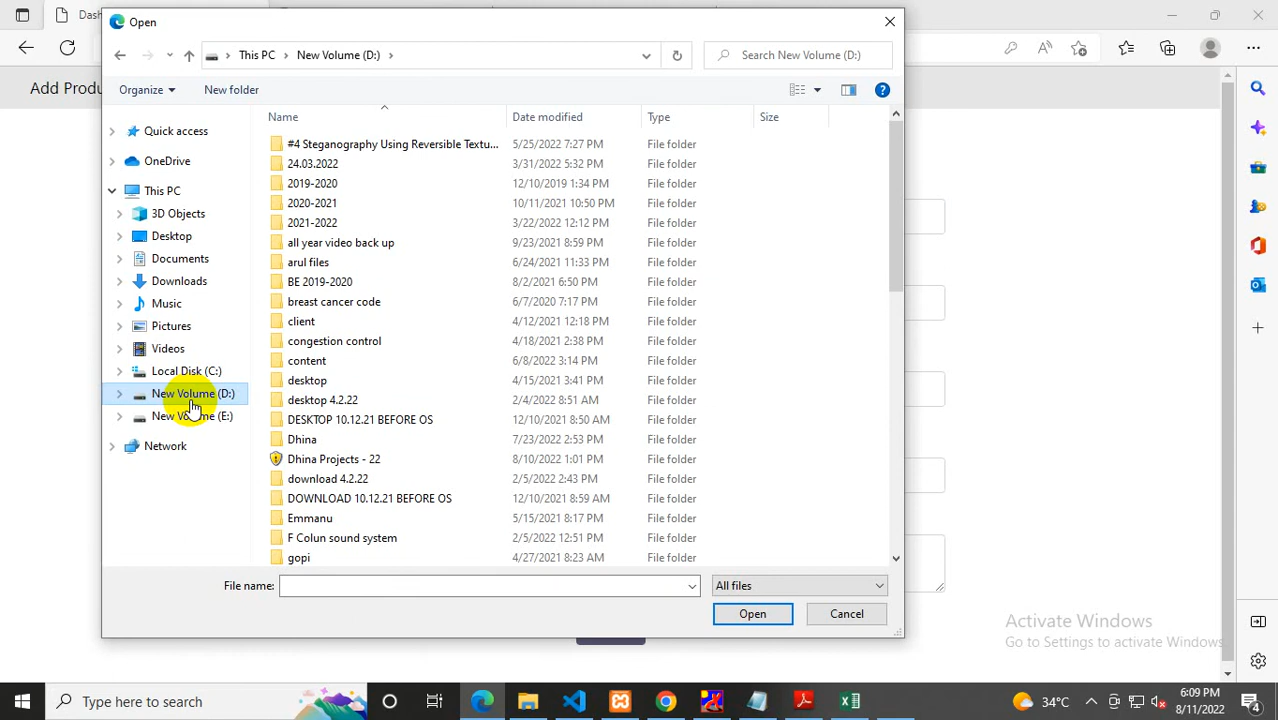 Dash
Open
This PC > New Volume (D:) >
Search New Volume (D:)
Add Produ
Organize
New folder
Name
Date modified
Type
Size
Quick access
OneDrive
This PC
3D Objects
Desktop
Documents
Downloads
Music
Pictures
Videos
Local Disk (C:)
New Volume (D:)
New Volume (E:)
Network
#4 Steganography Using Reversible Textu... 5/25/2022 7:27 PM File folder
24.03.2022 3/31/2022 5:32 PM File folder
2019-2020 12/10/2019 1:34 PM File folder
2020-2021 10/11/2021 10:50 PM File folder
2021-2022 3/22/2022 12:12 PM File folder
all year video back up 9/23/2021 8:59 PM File folder
arul files 6/24/2021 11:33 PM File folder
BE 2019-2020 8/2/2021 6:50 PM File folder
breast cancer code 6/7/2020 7:17 PM File folder
client 4/12/2021 12:18 PM File folder
congestion control 4/18/2021 2:38 PM File folder
content 6/8/2022 3:14 PM File folder
desktop 4/15/2021 3:41 PM File folder
desktop 4.2.22 2/4/2022 8:51 AM File folder
DESKTOP 10.12.21 BEFORE OS 12/10/2021 8:50 AM File folder
Dhina 7/23/2022 2:53 PM File folder
Dhina Projects - 22 8/10/2022 1:01 PM File folder
download 4.2.22 2/5/2022 2:43 PM File folder
DOWNLOAD 10.12.21 BEFORE OS 12/10/2021 8:59 AM File folder
Emmanu 5/15/2021 8:17 PM File folder
F Colun sound system 2/5/2022 12:51 PM File folder
gopi 4/27/2021 8:23 AM File folder
File name:
All files
Open
Cancel
Activate Windows
Go to Settings to activate Windows
Type here to search
34°C
6:09 PM
8/11/2022
4